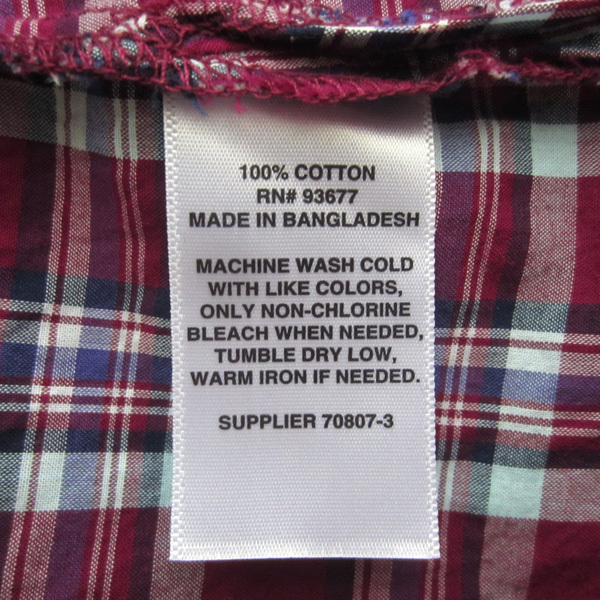 100% COTTON
RN# 93677
MADE IN BANGLADESH
MACHINE WASH COLD
WITH LIKE COLORS,
ONLY NON-CHLORINE
BLEACH WHEN NEEDED,
TUMBLE DRY LOW,
WARM IRON IF NEEDED.
SUPPLIER 70807-3